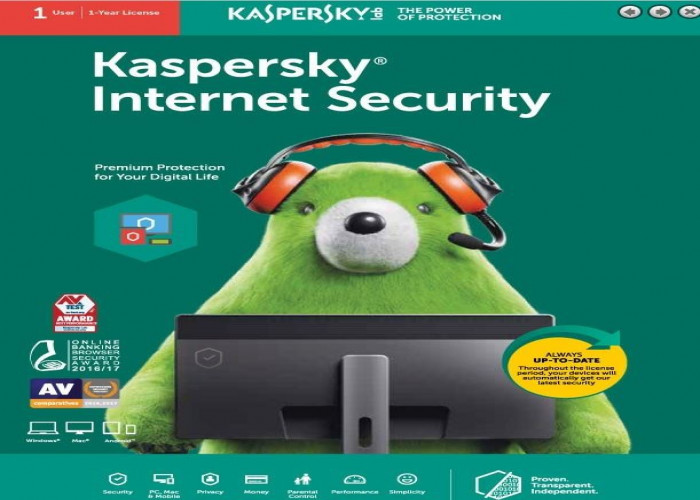 1 User 1-Year License
KASPERSKY lab
THE POWER
OF PROTECTION
Kaspersky®
Internet Security
Premium Protection
for Your Digital Life
AV
TEST
AWARD
ONLINE
BANKING
BROWSER
SECURITY
AWARD
2016/17
AV
comparatives
Windows® Mac® Android™
ALWAYS
UP-TO-DATE
Throughout the license
period, your devices will
automatically get our
latest security
Security
PC, Mac
& Mobile
Privacy
Money
Parental
Control
Performance
Simplicity
Proven.
Transparent.
Independent.